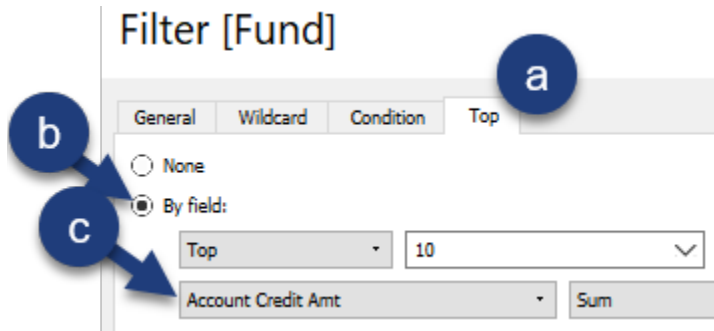 Filter [Fund]
a
General Wildcard Condition Top
b
None
By field:
c
Top 10
Account Credit Amt Sum